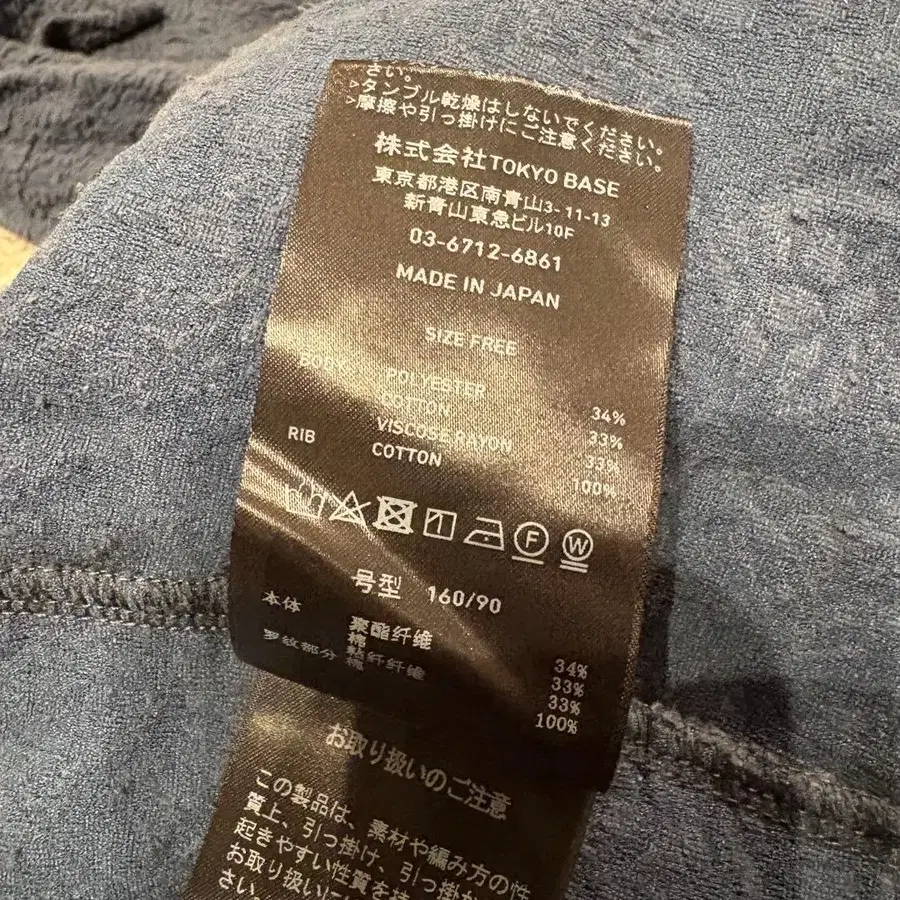 さい。
>タンブル乾燥はしないでください。
>摩擦や引っ掛けにご注意ください。
株式会社TOKYO BASE
東京都港区南青山3-11-13
新青山東急ビル10F
03-6712-6861
MADE IN JAPAN
SIZE FREE
BODY POLYESTER 34%
COTTON 33%
VISCOSE RAYON 33%
RIB COTTON 100%
F W
号型 160/90
本体 聚酯纤维 34%
棉 33%
粘纤纤维 33%
罗纹部分 棉 100%
お取り扱いのご注意
この製品は、素材や編み方の性
質上、引っ掛け、引っ掛か
起きやすい性質を持
お取り扱いに
さい。